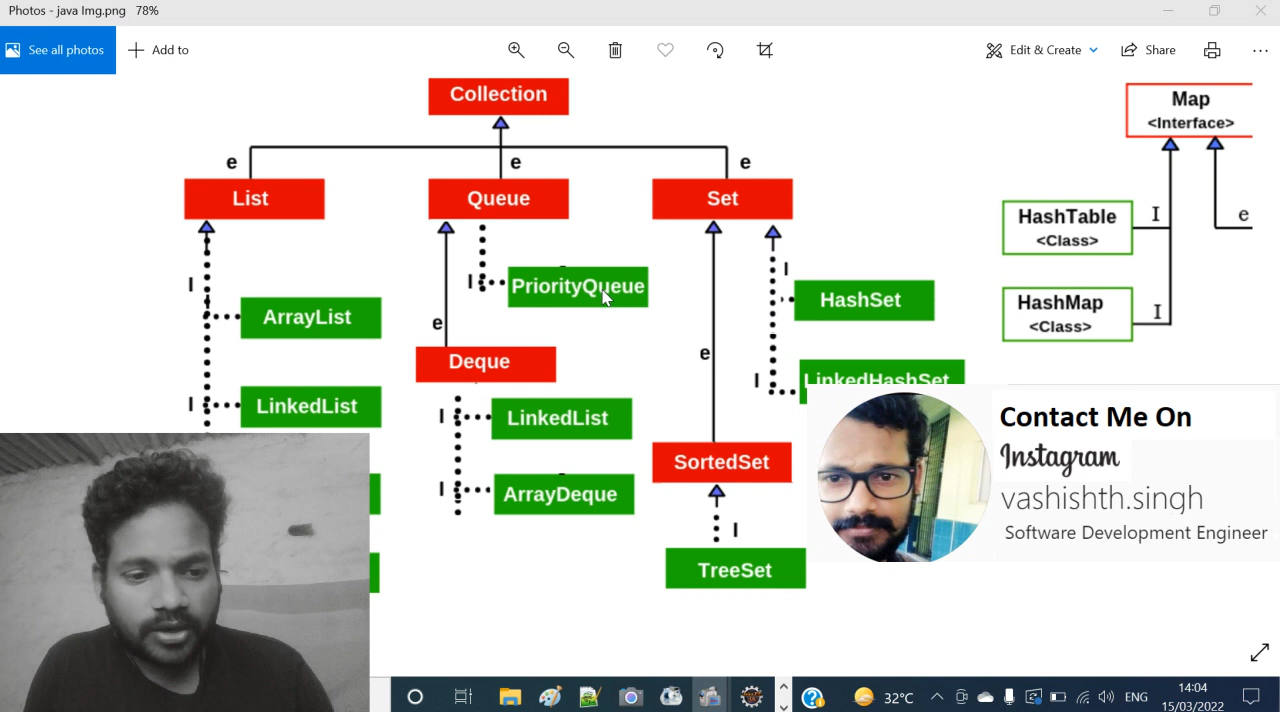 Photos - java Img.png 78%
See all photos
Add to
Edit & Create
Share
Collection
Map
<Interface>
e
e
e
List
Queue
Set
HashTable
<Class>
I
e
I
I
I
PriorityQueue
HashSet
HashMap
<Class>
I
ArrayList
e
e
Deque
I
LinkedHashSet
I
LinkedList
I
LinkedList
SortedSet
I
ArrayDeque
I
TreeSet
Contact Me On
Instagram
vashishth.singh
Software Development Engineer
32°C
ENG
14:04
15/03/2022